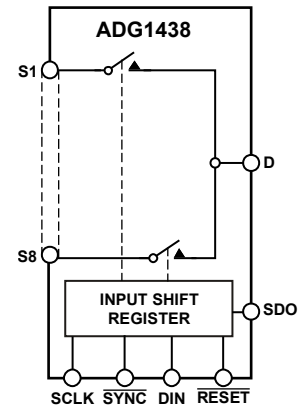 ADG1438
S1
D
S8
INPUT SHIFT
REGISTER
SDO
SCLK SYNC DIN RESET